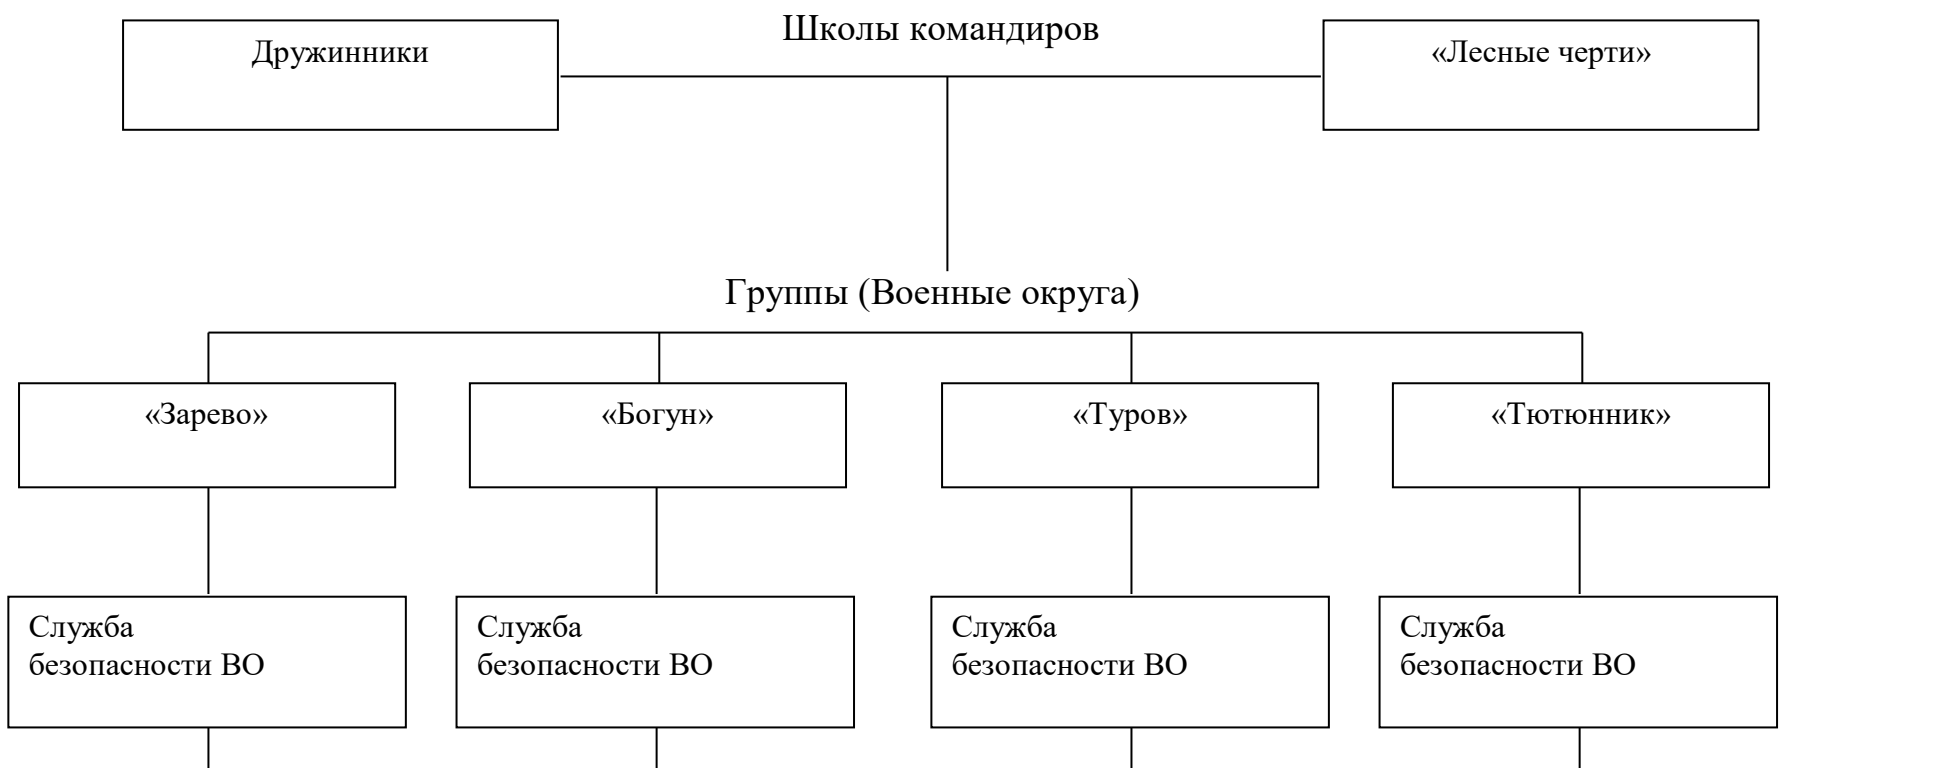 Школы командиров
Дружинники
«Лесные черти»
Группы (Военные округа)
«Зарево»
«Богун»
«Туров»
«Тютюнник»
Служба
безопасности ВО
Служба
безопасности ВО
Служба
безопасности ВО
Служба
безопасности ВО